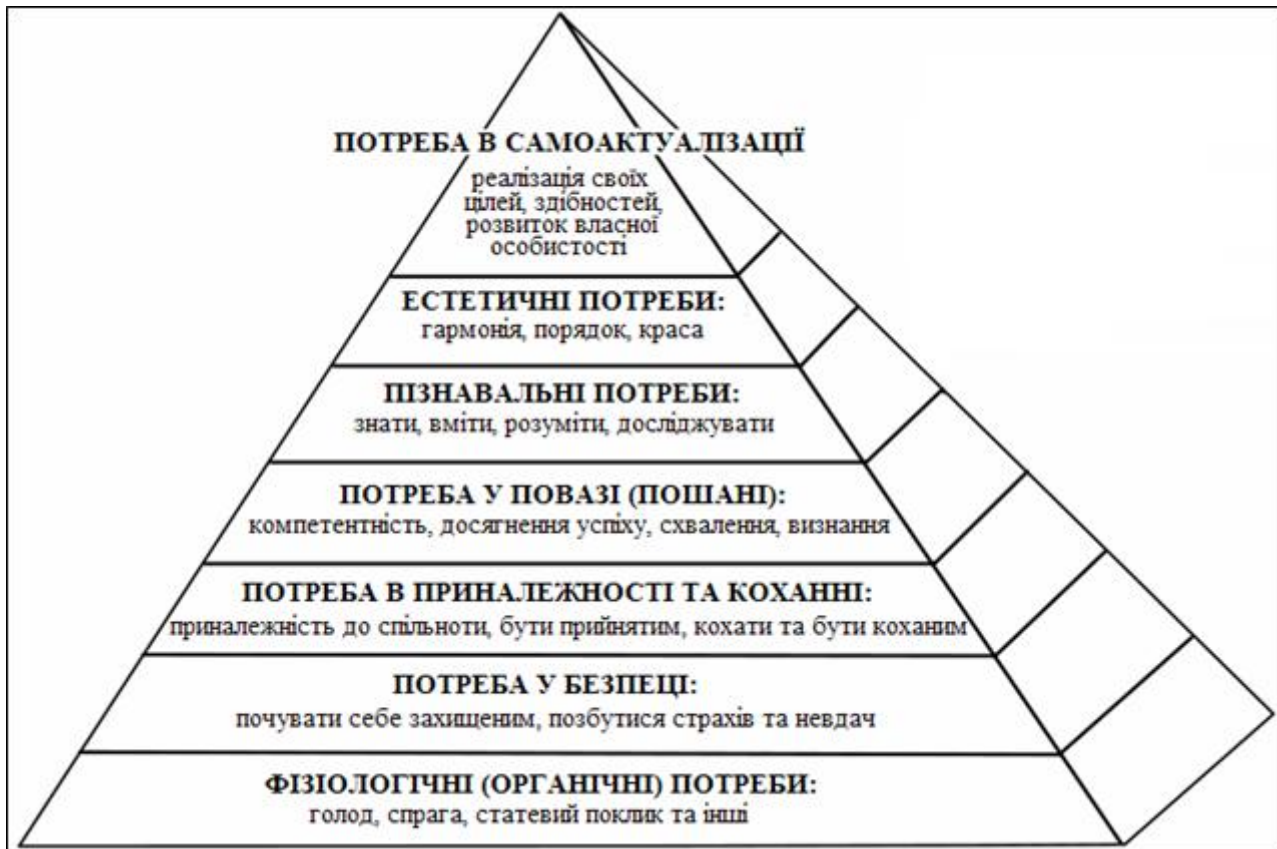 ПОТРЕБА В САМОАКТУАЛІЗАЦІЇ
реалізація своїх
цілей, здібностей,
розвиток власної
особистості
ЕСТЕТИЧНІ ПОТРЕБИ:
гармонія, порядок, краса
ПІЗНАВАЛЬНІ ПОТРЕБИ:
знати, вміти, розуміти, досліджувати
ПОТРЕБА У ПОВАЗІ (ПОШАНІ):
компетентність, досягнення успіху, схвалення, визнання
ПОТРЕБА В ПРИНАЛЕЖНОСТІ ТА КОХАННІ:
приналежність до спільноти, бути прийнятим, кохати та бути коханим
ПОТРЕБА У БЕЗПЕЦІ:
почувати себе захищеним, позбутися страхів та невдач
ФІЗІОЛОГІЧНІ (ОРГАНІЧНІ) ПОТРЕБИ:
голод, спрага, статевий поклик та інші